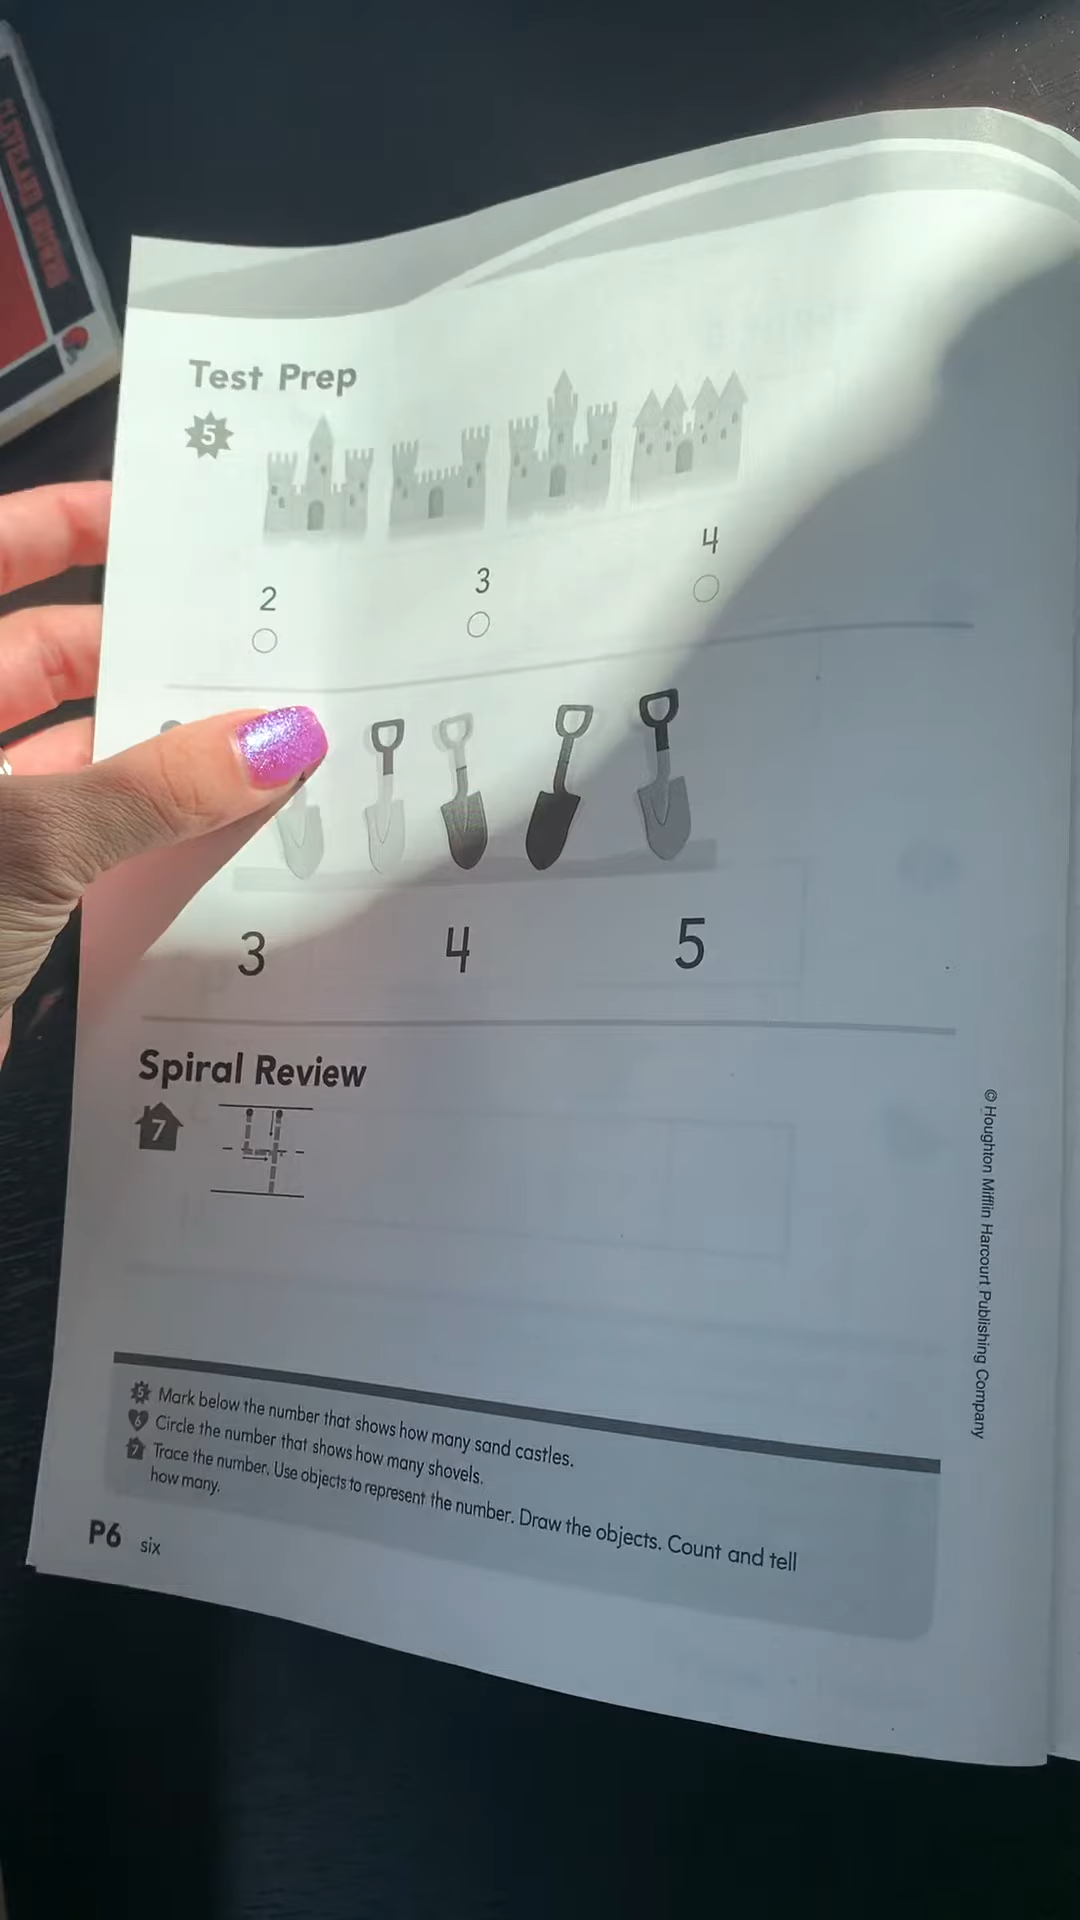 CLEVELAND BROWNS
Test Prep
5
2
3
4
3
4
5
Spiral Review
7
4
5 Mark below the number that shows how many sand castles.
6 Circle the number that shows how many shovels.
7 Trace the number. Use objects to represent the number. Draw the objects. Count and tell
how many.
P6 six
© Houghton Mifflin Harcourt Publishing Company